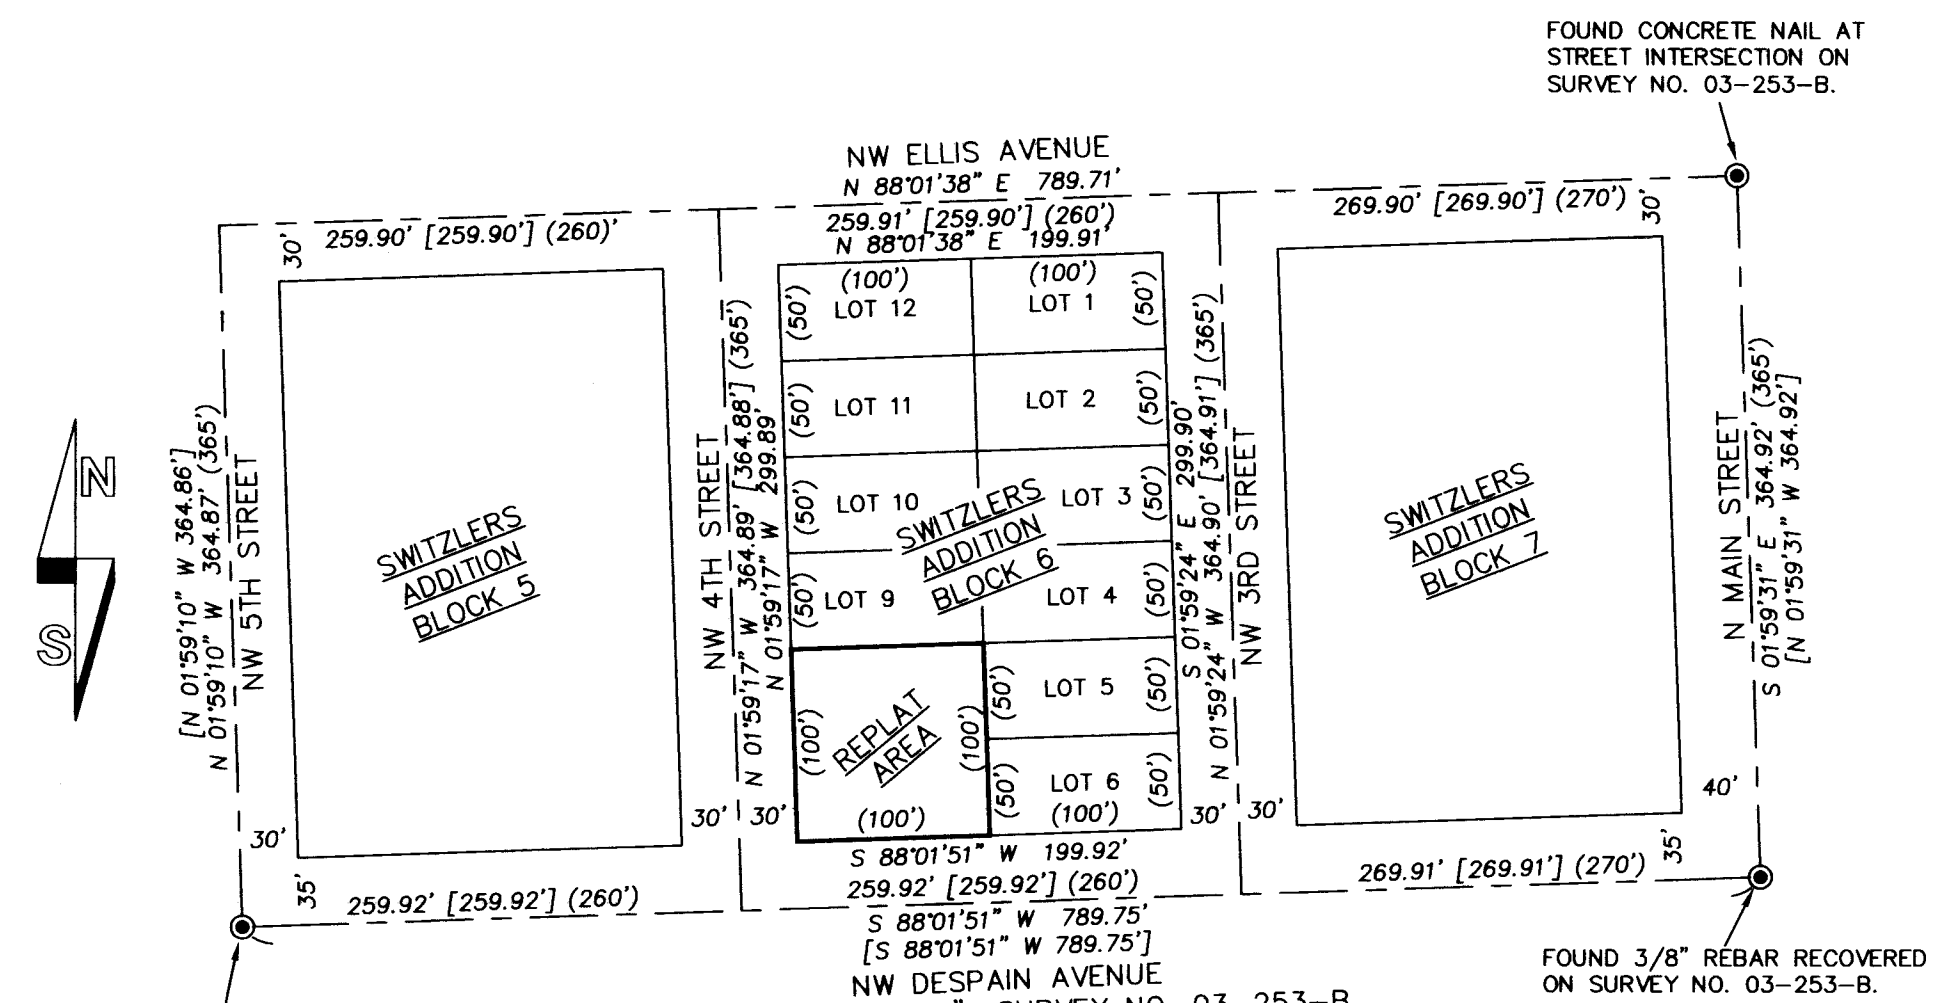 FOUND CONCRETE NAIL AT
STREET INTERSECTION ON
SURVEY NO. 03-253-B.
NW ELLIS AVENUE
N 88°01'38" E 789.71'
259.90' [259.90'] (260)'
259.91' [259.90'] (260')
269.90' [269.90'] (270')
N 88°01'38" E 199.91'
30'
30'
(100')
(100')
LOT 12
LOT 1
(50')
(50')
LOT 11
LOT 2
(50')
(50')
LOT 10
LOT 3
(50')
(50')
LOT 9
LOT 4
(50')
(50')
LOT 5
(50')
(50')
LOT 6
(50')
(50')
(100')
N
S
[N 01°59'10" W 364.86']
N 01°59'10" W 364.87' (365')
NW 5TH STREET
SWITZLERS
ADDITION
BLOCK 5
NW 4TH STREET
N 01°59'17" W 364.89' [364.88'] (365')
N 01°59'17" W 299.89'
SWITZLERS
ADDITION
BLOCK 6
REPLAT
AREA
(100')
(100')
(100')
S 01°59'24" E 299.90'
N 01°59'24" W 364.90' [364.91'] (365')
NW 3RD STREET
SWITZLERS
ADDITION
BLOCK 7
N MAIN STREET
S 01°59'31" E 364.92' (365')
[N 01°59'31" W 364.92']
30'
30'
30'
30'
30'
40'
35'
35'
S 88°01'51" W 199.92'
259.92' [259.92'] (260')
259.92' [259.92'] (260')
269.91' [269.91'] (270')
S 88°01'51" W 789.75'
[S 88°01'51" W 789.75']
NW DESPAIN AVENUE
FOUND 3/8" REBAR RECOVERED
ON SURVEY NO. 03-253-B.
SURVEY NO. 03-253-B